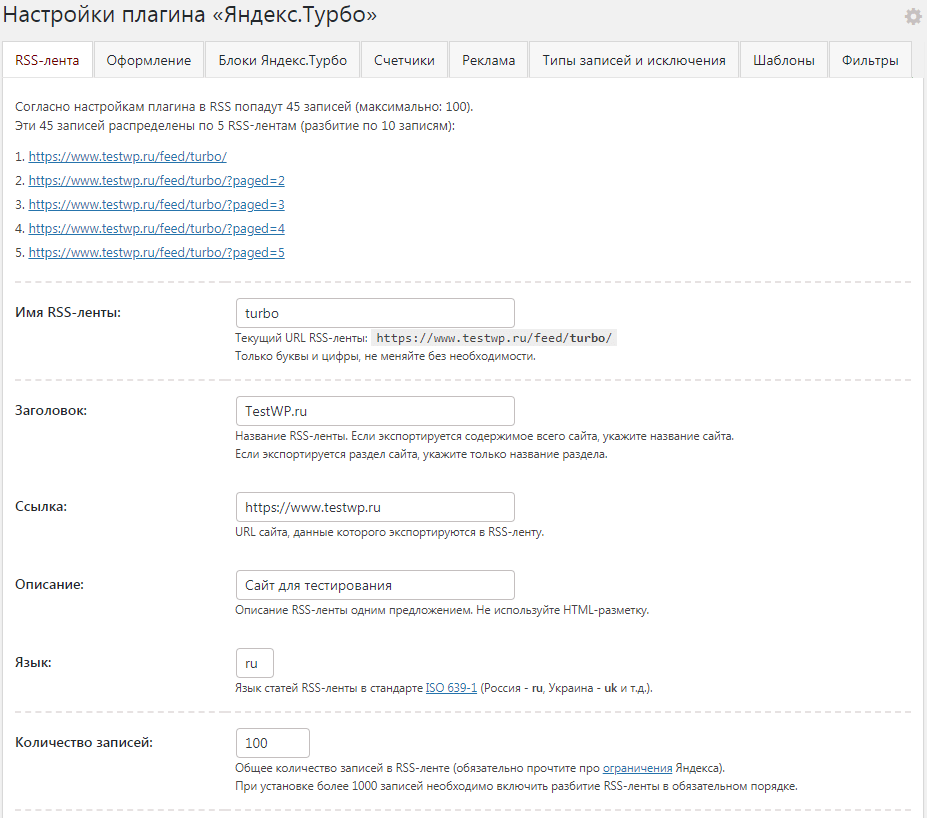 Настройки плагина «Яндекс.Турбо»
RSS-лента
Оформление
Блоки Яндекс.Турбо
Счетчики
Реклама
Типы записей и исключения
Шаблоны
Фильтры
Согласно настройкам плагина в RSS попадут 45 записей (максимально: 100).
Эти 45 записей распределены по 5 RSS-лентам (разбитие по 10 записям):
1. https://www.testwp.ru/feed/turbo/
2. https://www.testwp.ru/feed/turbo/?paged=2
3. https://www.testwp.ru/feed/turbo/?paged=3
4. https://www.testwp.ru/feed/turbo/?paged=4
5. https://www.testwp.ru/feed/turbo/?paged=5
Имя RSS-ленты:
turbo
Текущий URL RSS-ленты: https://www.testwp.ru/feed/turbo/
Только буквы и цифры, не меняйте без необходимости.
Заголовок:
TestWP.ru
Название RSS-ленты. Если экспортируется содержимое всего сайта, укажите название сайта.
Если экспортируется раздел сайта, укажите только название раздела.
Ссылка:
https://www.testwp.ru
URL сайта, данные которого экспортируются в RSS-ленту.
Описание:
Сайт для тестирования
Описание RSS-ленты одним предложением. Не используйте HTML-разметку.
Язык:
ru
Язык статей RSS-ленты в стандарте ISO 639-1 (Россия - ru, Украина - uk и т.д.).
Количество записей:
100
Общее количество записей в RSS-ленте (обязательно прочтите про ограничения Яндекса).
При установке более 1000 записей необходимо включить разбитие RSS-ленты в обязательном порядке.